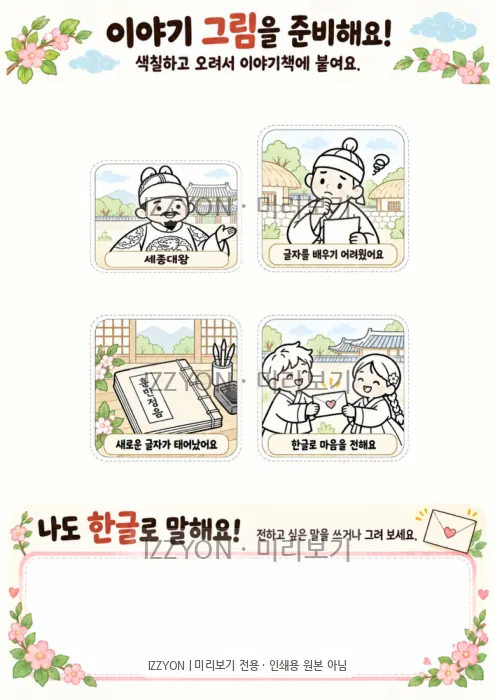 이야기 그림을 준비해요!
색칠하고 오려서 이야기책에 붙여요.
IZZYON · 미리보기
세종대왕
글자를 배우기 어려웠어요
IZZYON · 미리보기
훈민정음
새로운 글자가 태어났어요
한글로 마음을 전해요
나도 한글로 말해요!
전하고 싶은 말을 쓰거나 그려 보세요.
IZZYON · 미리보기
IZZYON | 미리보기 전용 · 인쇄용 원본 아님